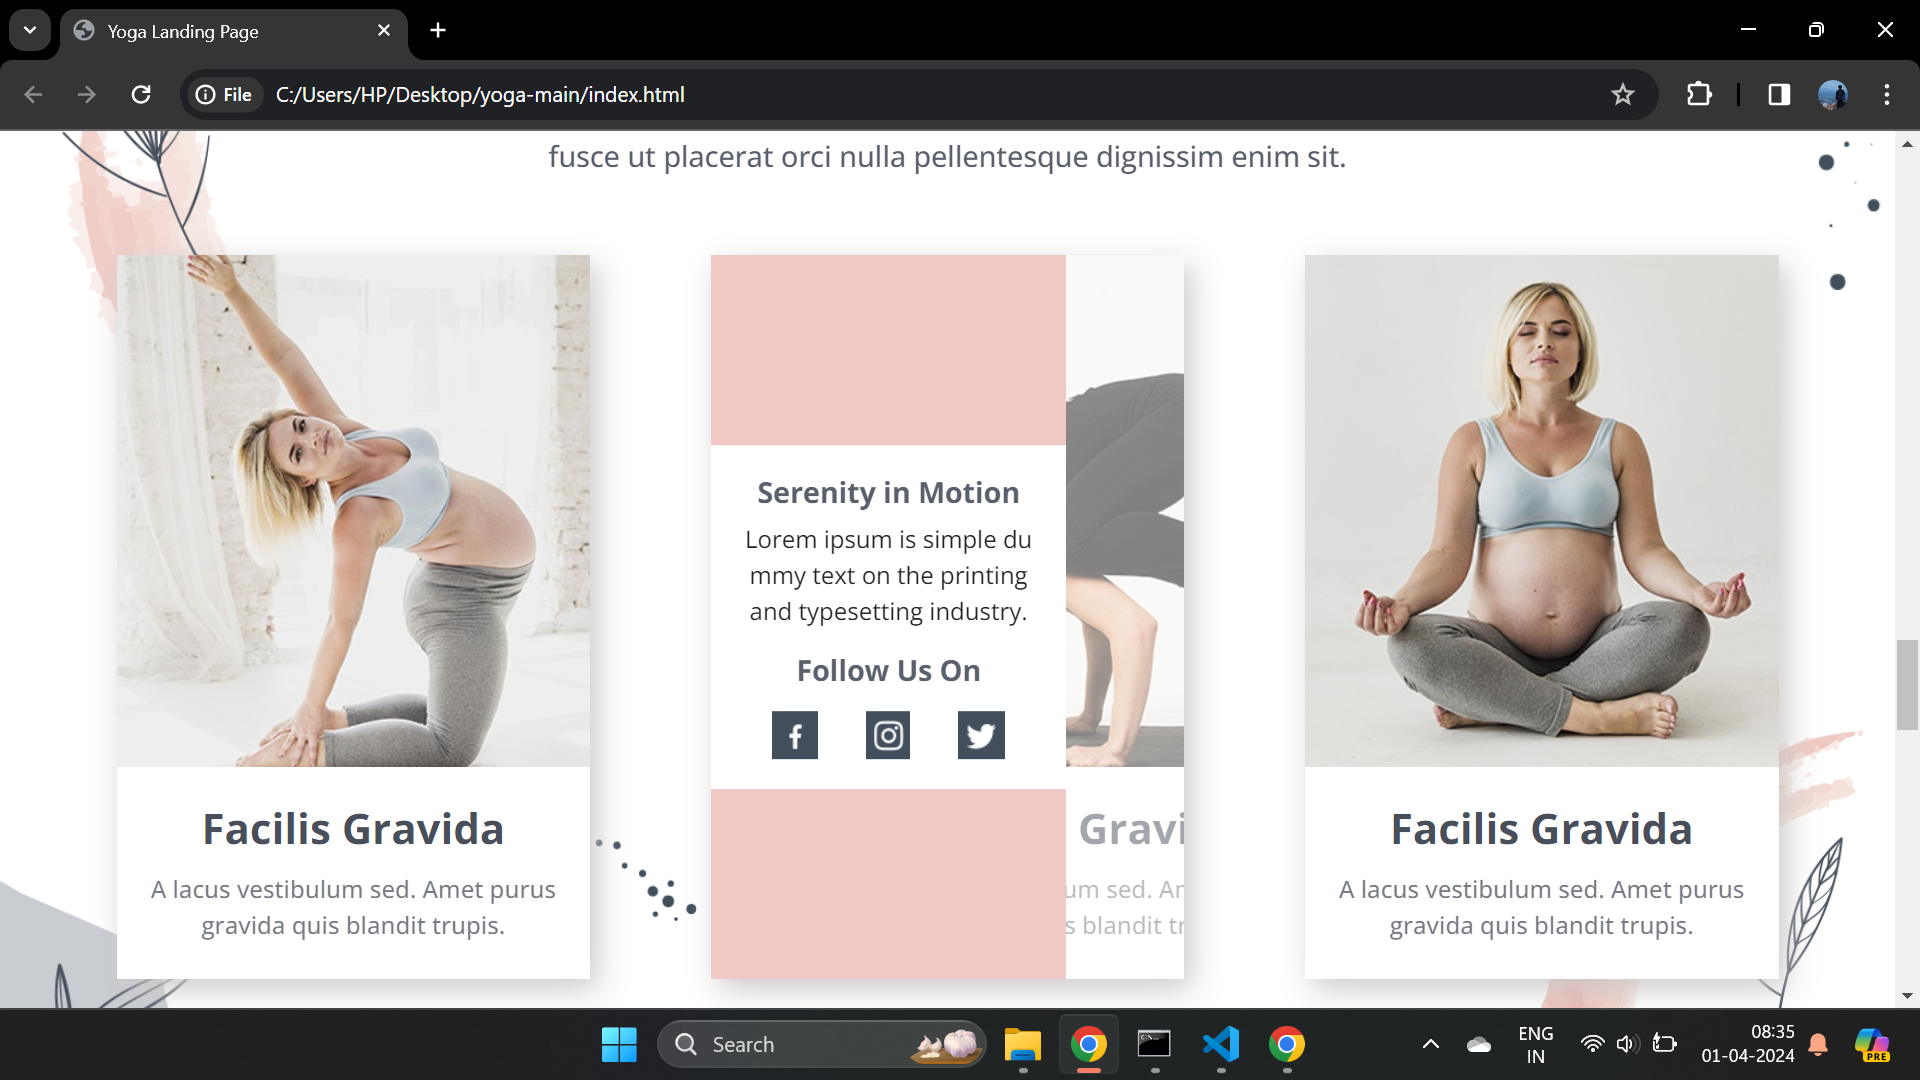 Yoga Landing Page
File C:/Users/HP/Desktop/yoga-main/index.html
fusce ut placerat orci nulla pellentesque dignissim enim sit.
Facilis Gravida
A lacus vestibulum sed. Amet purus
gravida quis blandit trupis.
Serenity in Motion
Lorem ipsum is simple du
mmy text on the printing
and typesetting industry.
Follow Us On
Gravi
um sed. Ar
s blandit tr
Facilis Gravida
A lacus vestibulum sed. Amet purus
gravida quis blandit trupis.
Search
ENG
IN
08:35
01-04-2024
PRE